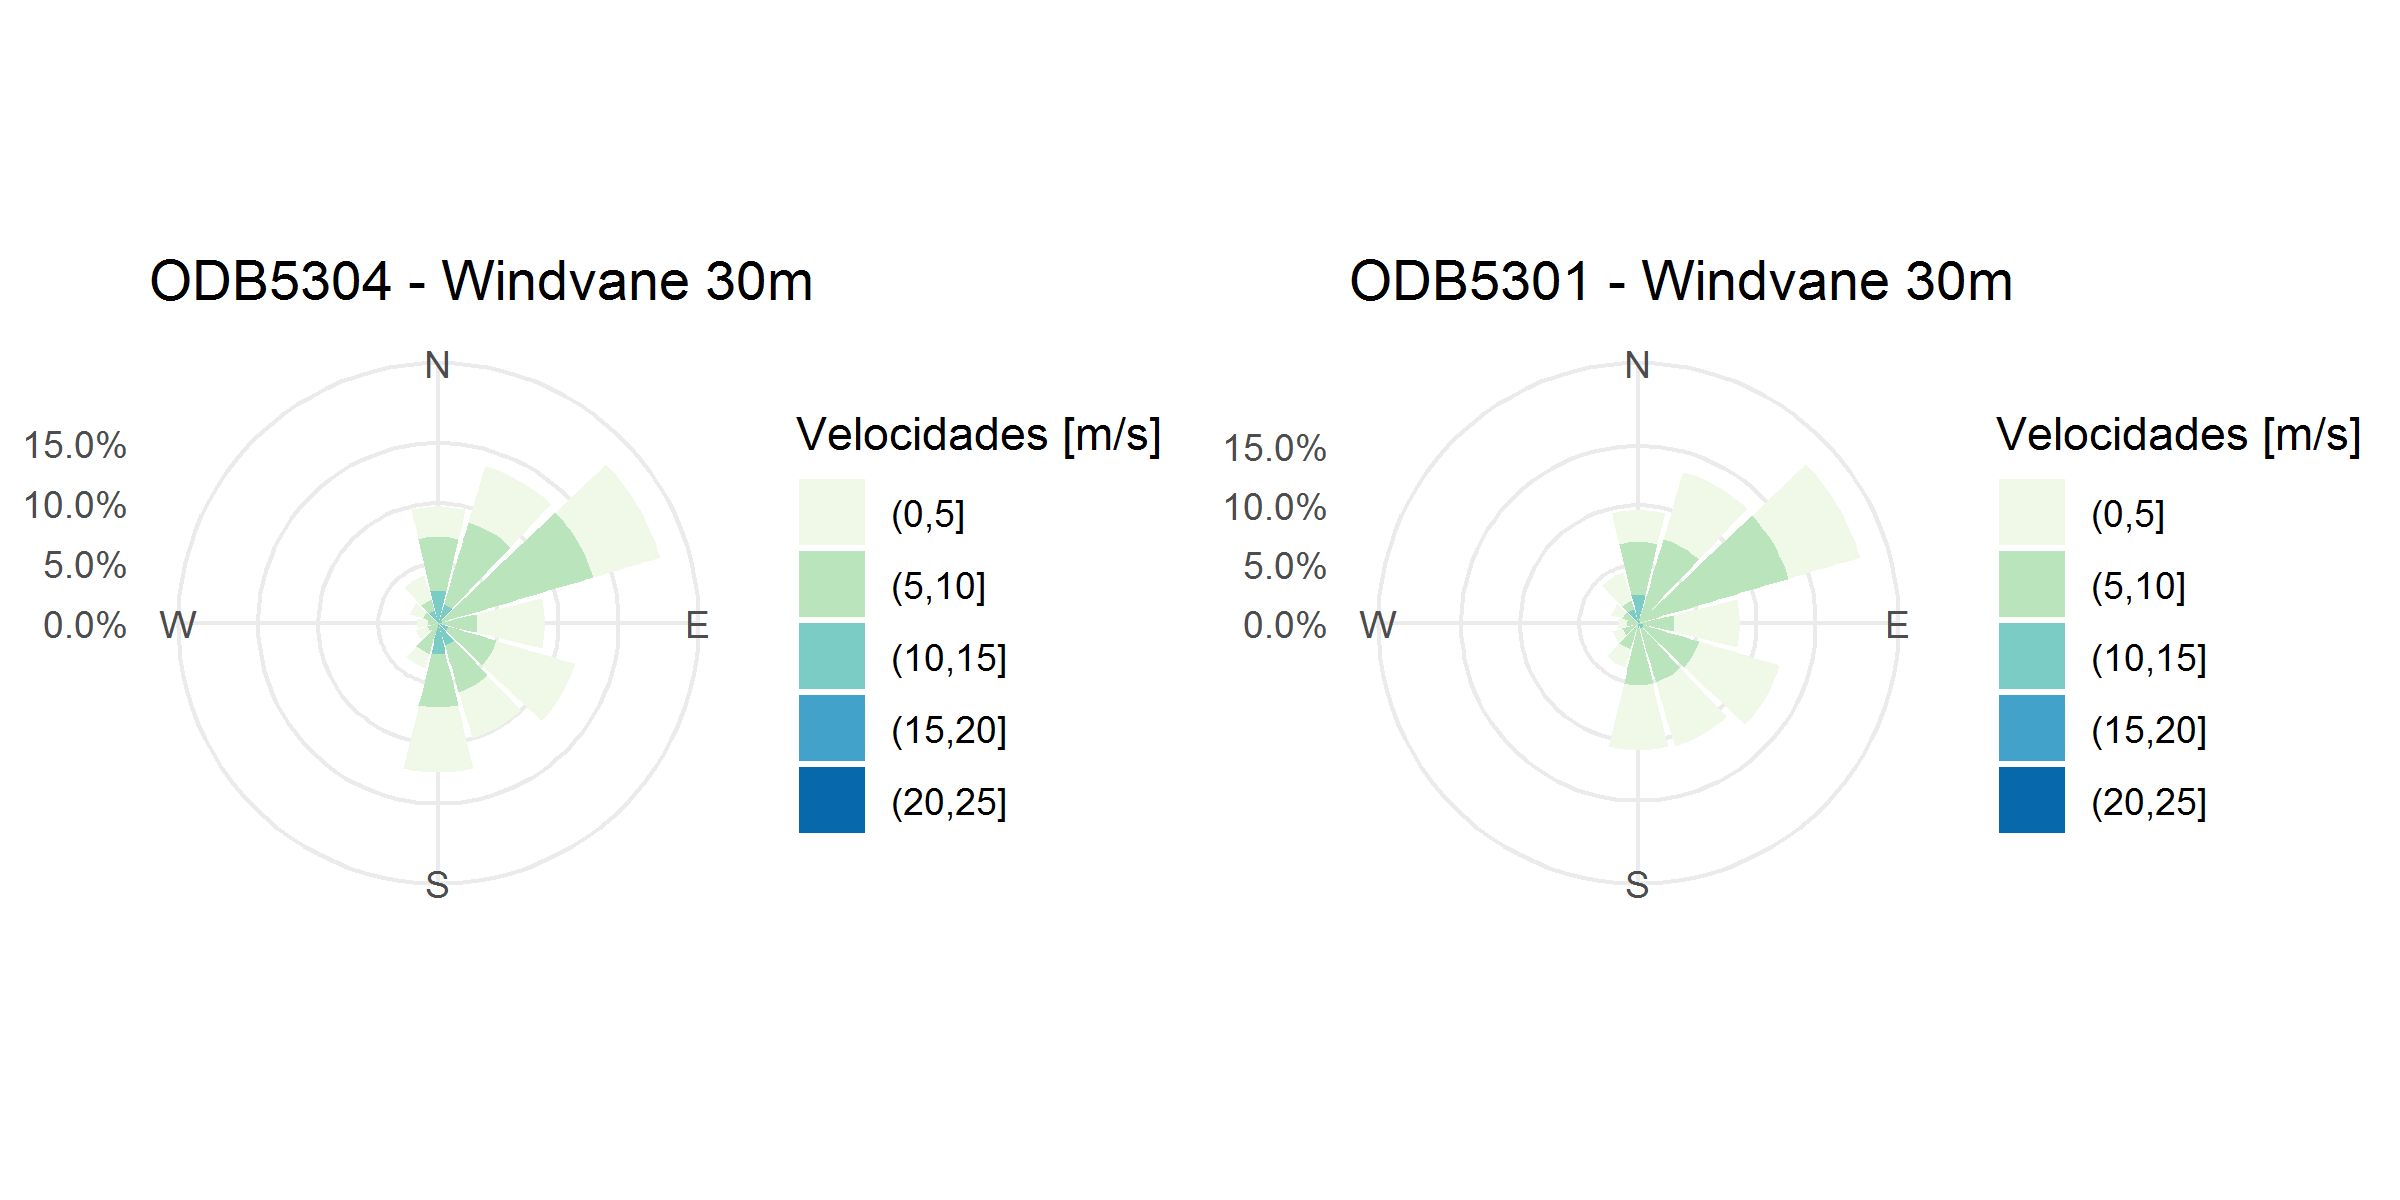 ODB5304 - Windvane 30m
N
15.0%
10.0%
5.0%
0.0%
W
E
S
Velocidades [m/s]
(0,5]
(5,10]
(10,15]
(15,20]
(20,25]
ODB5301 - Windvane 30m
N
15.0%
10.0%
5.0%
0.0%
W
E
S
Velocidades [m/s]
(0,5]
(5,10]
(10,15]
(15,20]
(20,25]